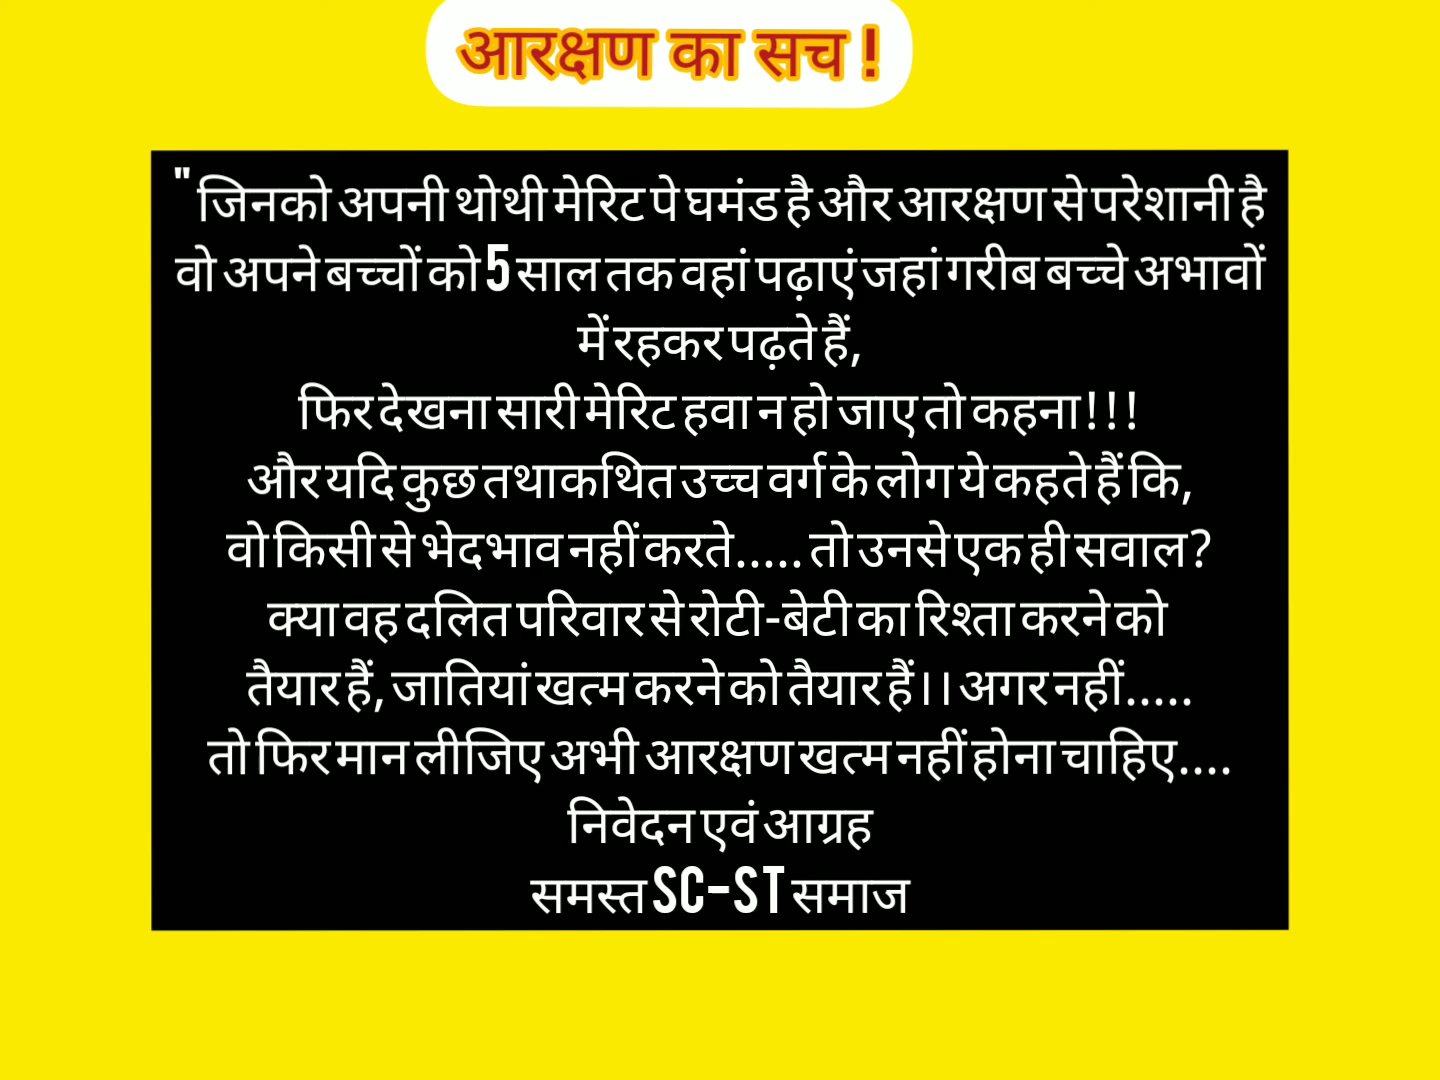 आरक्षण का सच !
" जिनको अपनी थोथी मेरिट पे घमंड है और आरक्षण से परेशानी है
वो अपने बच्चों को 5 साल तक वहां पढ़ाएं जहां गरीब बच्चे अभावों
में रहकर पढ़ते हैं,
फिर देखना सारी मेरिट हवा न हो जाए तो कहना!!!
और यदि कुछ तथाकथित उच्च वर्ग के लोग ये कहते हैं कि,
वो किसी से भेदभाव नहीं करते..... तो उनसे एक ही सवाल?
क्या वह दलित परिवार से रोटी-बेटी का रिश्ता करने को
तैयार हैं, जातियां खत्म करने को तैयार हैं।। अगर नहीं.....
तो फिर मान लीजिए अभी आरक्षण खत्म नहीं होना चाहिए....
निवेदन एवं आग्रह
समस्त SC-ST समाज